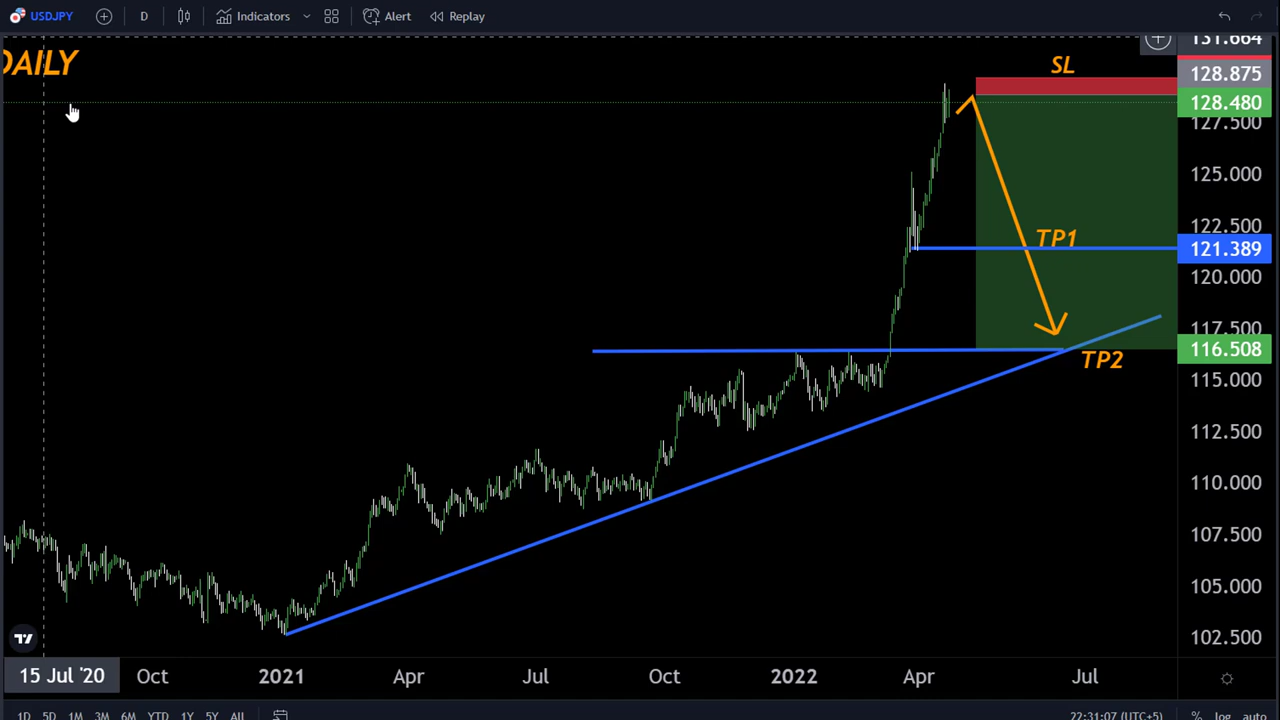 USDJPY D Indicators Alert Replay
DAILY
SL
TP1
TP2
131.664
128.875
128.480
127.500
125.000
122.500
121.389
120.000
117.500
116.508
115.000
112.500
110.000
107.500
105.000
102.500
15 Jul '20 Oct 2021 Apr Jul Oct 2022 Apr Jul
1D 5D 1M 3M 6M YTD 1Y 5Y All 22:31:07 (UTC+5) % log auto